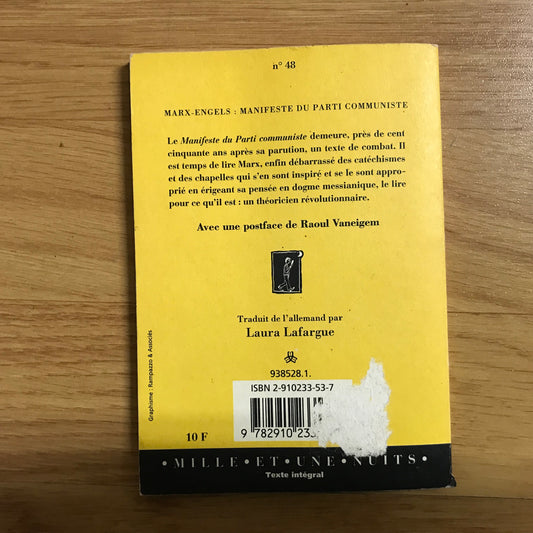 n° 48
MARX-ENGELS : MANIFESTE DU PARTI COMMUNISTE
Le Manifeste du Parti communiste demeure, près de cent
cinquante ans après sa parution, un texte de combat. Il
est temps de lire Marx, enfin débarrassé des catéchismes
et des chapelles qui s'en sont inspiré et se le sont appro-
prié en érigeant sa pensée en dogme messianique, le lire
pour ce qu'il est : un théoricien révolutionnaire.
Avec une postface de Raoul Vaneigem
Traduit de l'allemand par
Laura Lafargue
Graphisme : Rampazzo & Associés
938528.1.
ISBN 2-910233-53-7
9 782910 23
10 F
• MILLE • ET • UNE • NUITS •
Texte intégral